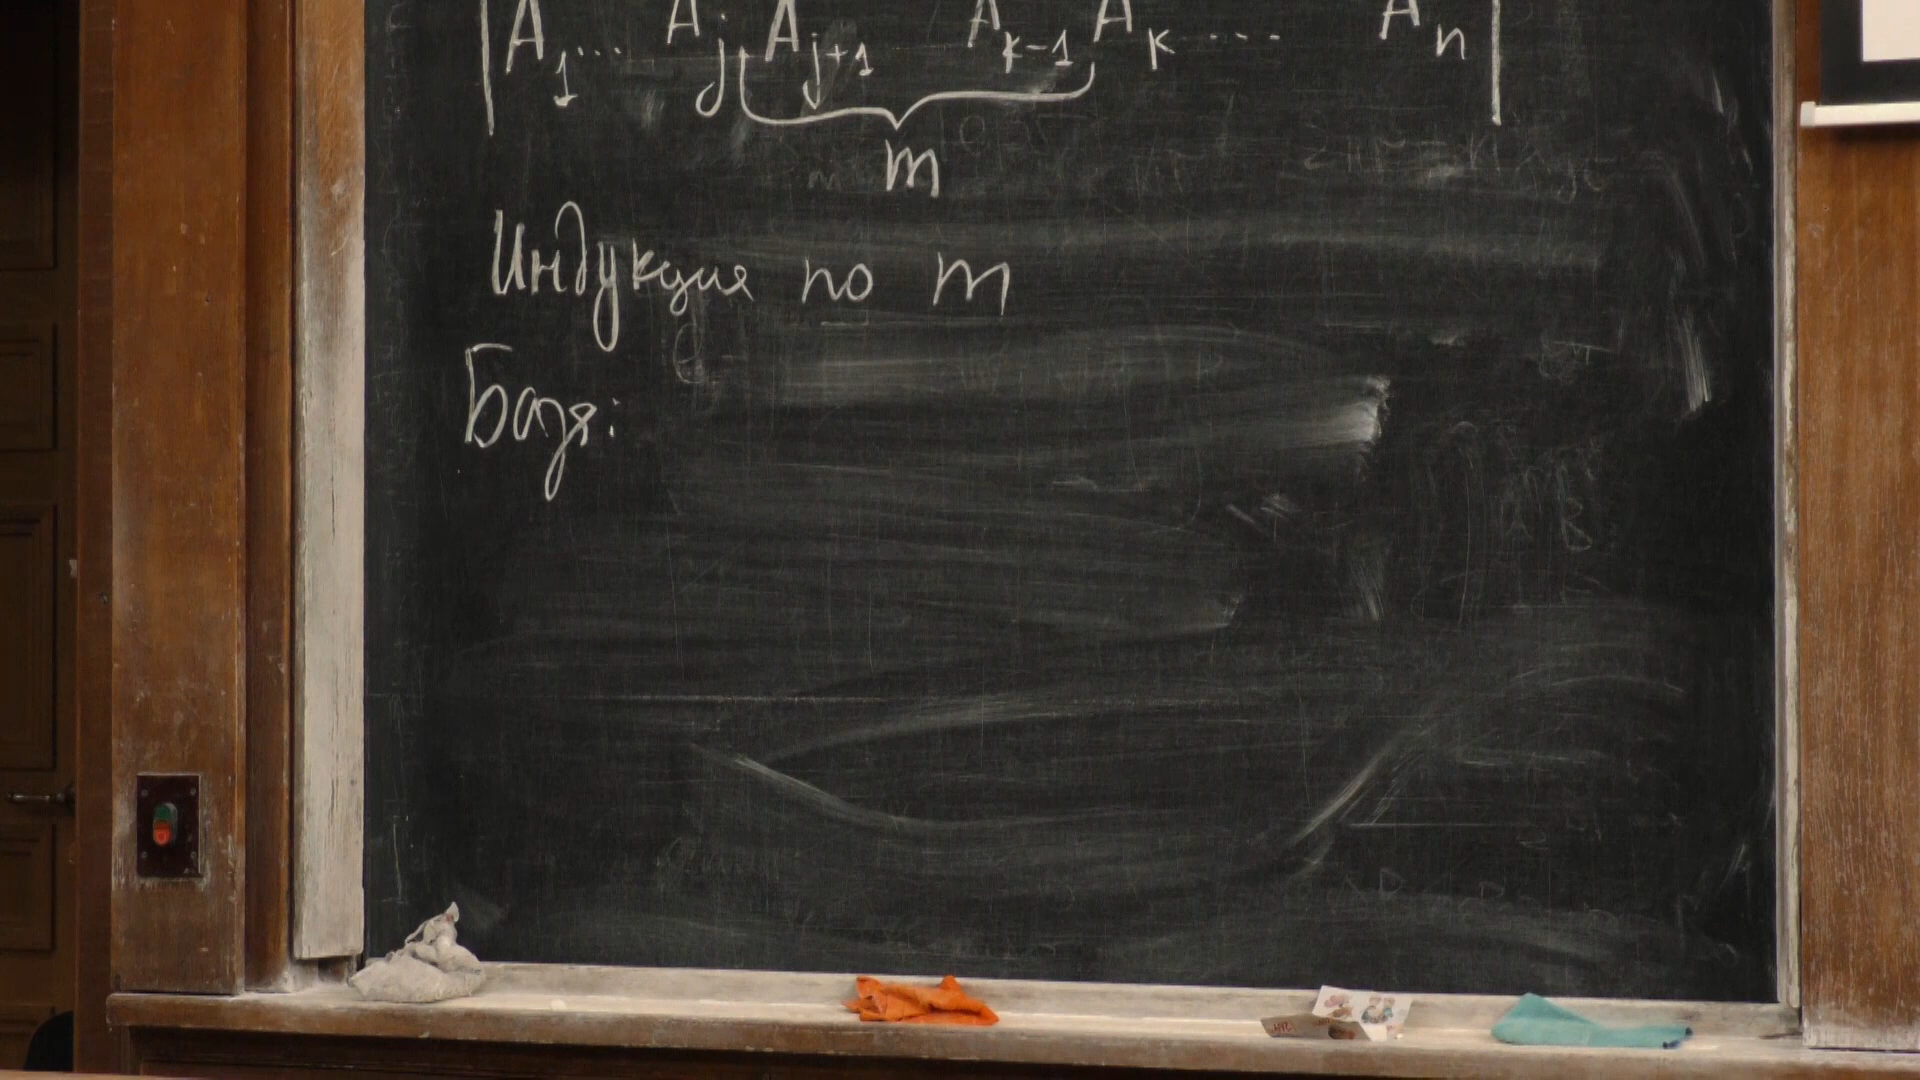 |A₁... Aⱼ Aⱼ₊₁ Aₖ₋₁ Aₖ .... Aₙ|
m
Индукция по m
База: